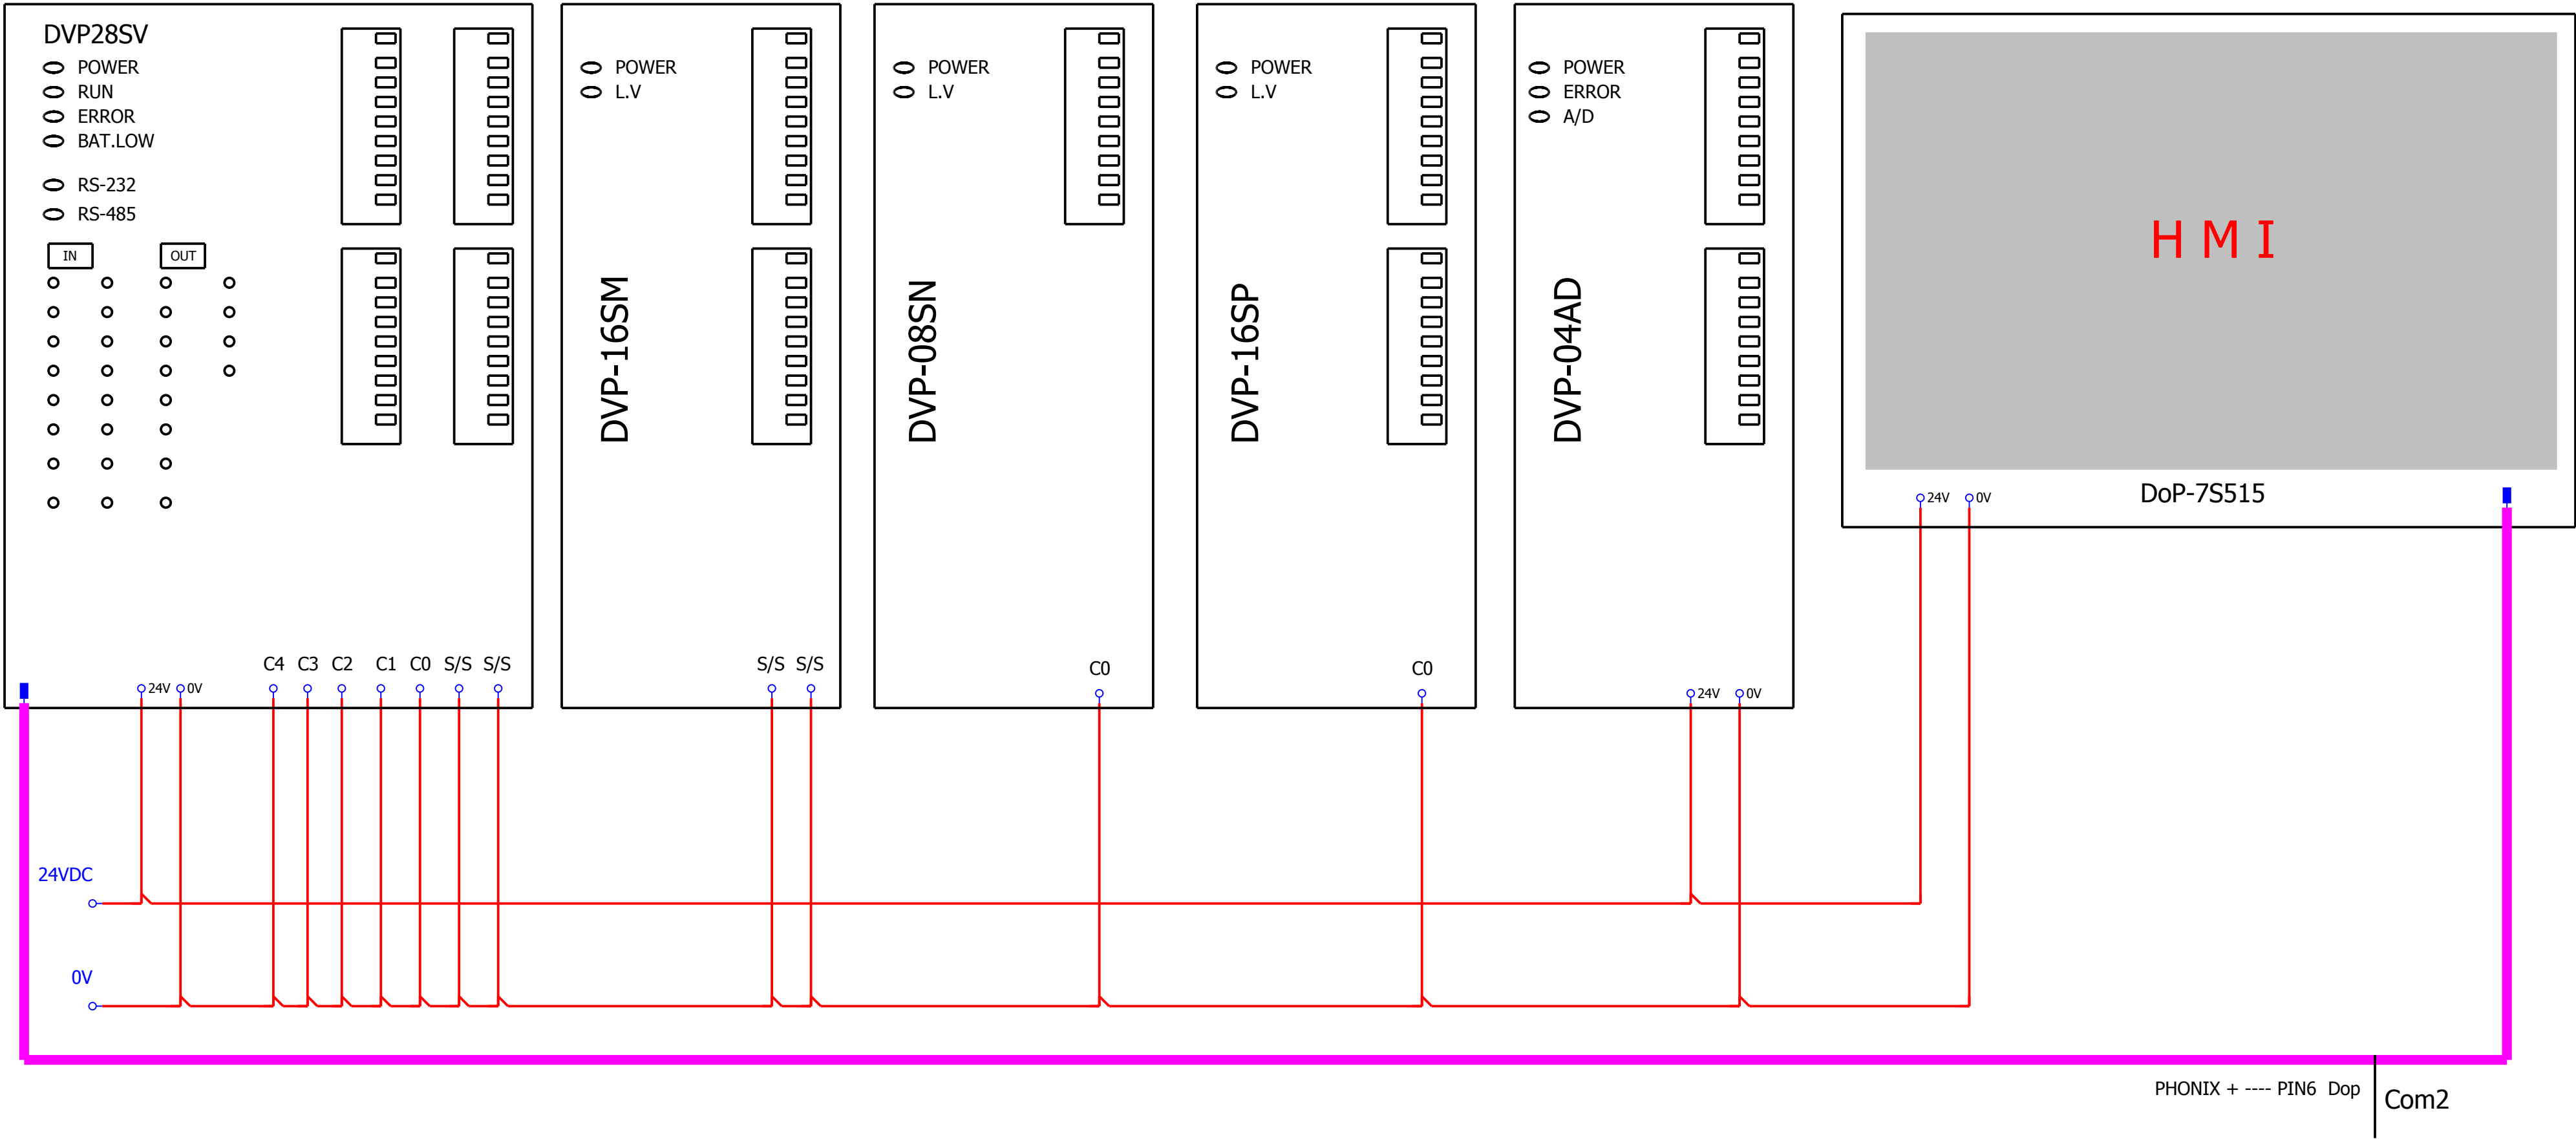 DVP28SV
POWER
RUN
ERROR
BAT.LOW
RS-232
RS-485
IN
OUT
24V
0V
C4
C3
C2
C1
C0
S/S
S/S
POWER
L.V
DVP-16SM
S/S
S/S
POWER
L.V
DVP-08SN
C0
POWER
L.V
DVP-16SP
C0
POWER
ERROR
A/D
DVP-04AD
24V
0V
H M I
DoP-7S515
24V
0V
24VDC
0V
PHONIX + ---- PIN6 Dop
Com2